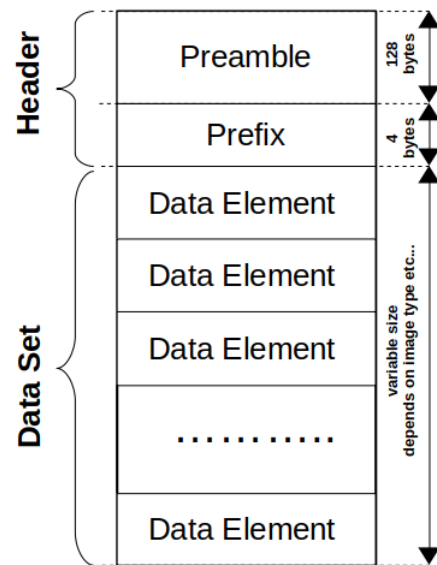 Header
Preamble
128
bytes
Prefix
4
bytes
Data Set
Data Element
Data Element
Data Element
...........
Data Element
variable size
depends on image type etc...